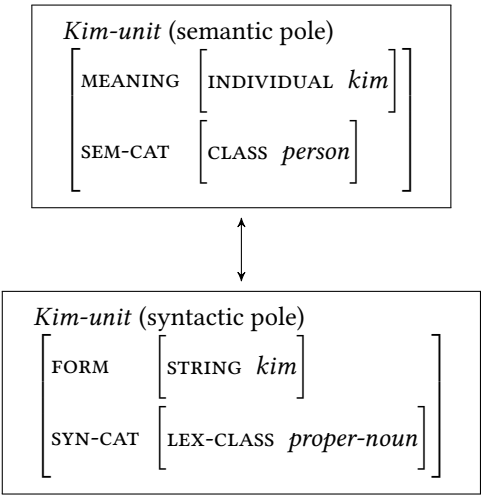 Kim-unit (semantic pole)
MEANING INDIVIDUAL kim
SEM-CAT CLASS person
Kim-unit (syntactic pole)
FORM STRING kim
SYN-CAT LEX-CLASS proper-noun